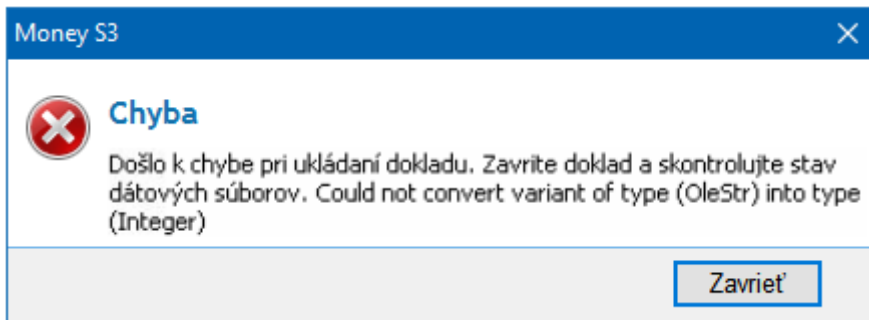 Money S3
Chyba
Došlo k chybe pri ukládaní dokladu. Zavrite doklad a skontrolujte stav
dátových súborov. Could not convert variant of type (OleStr) into type
(Integer)
Zavrieť